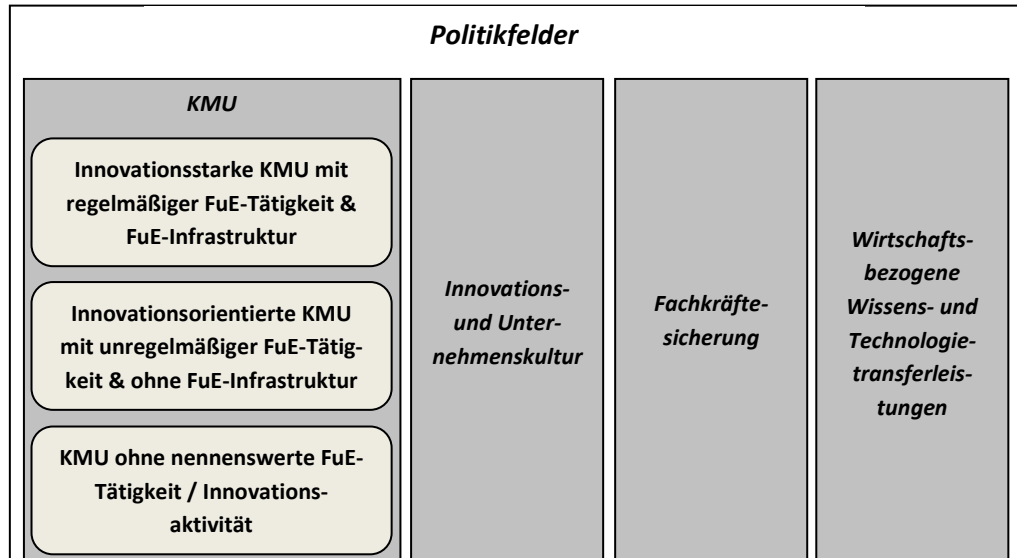 Politikfelder
KMU
Innovationsstarke KMU mit
regelmäßiger FuE-Tätigkeit &
FuE-Infrastruktur
Innovationsorientierte KMU
mit unregelmäßiger FuE-Tätig-
keit & ohne FuE-Infrastruktur
KMU ohne nennenswerte FuE-
Tätigkeit / Innovations-
aktivität
Innovations-
und Unter-
nehmenskultur
Fachkräfte-
sicherung
Wirtschafts-
bezogene
Wissens- und
Technologie-
transferleis-
tungen